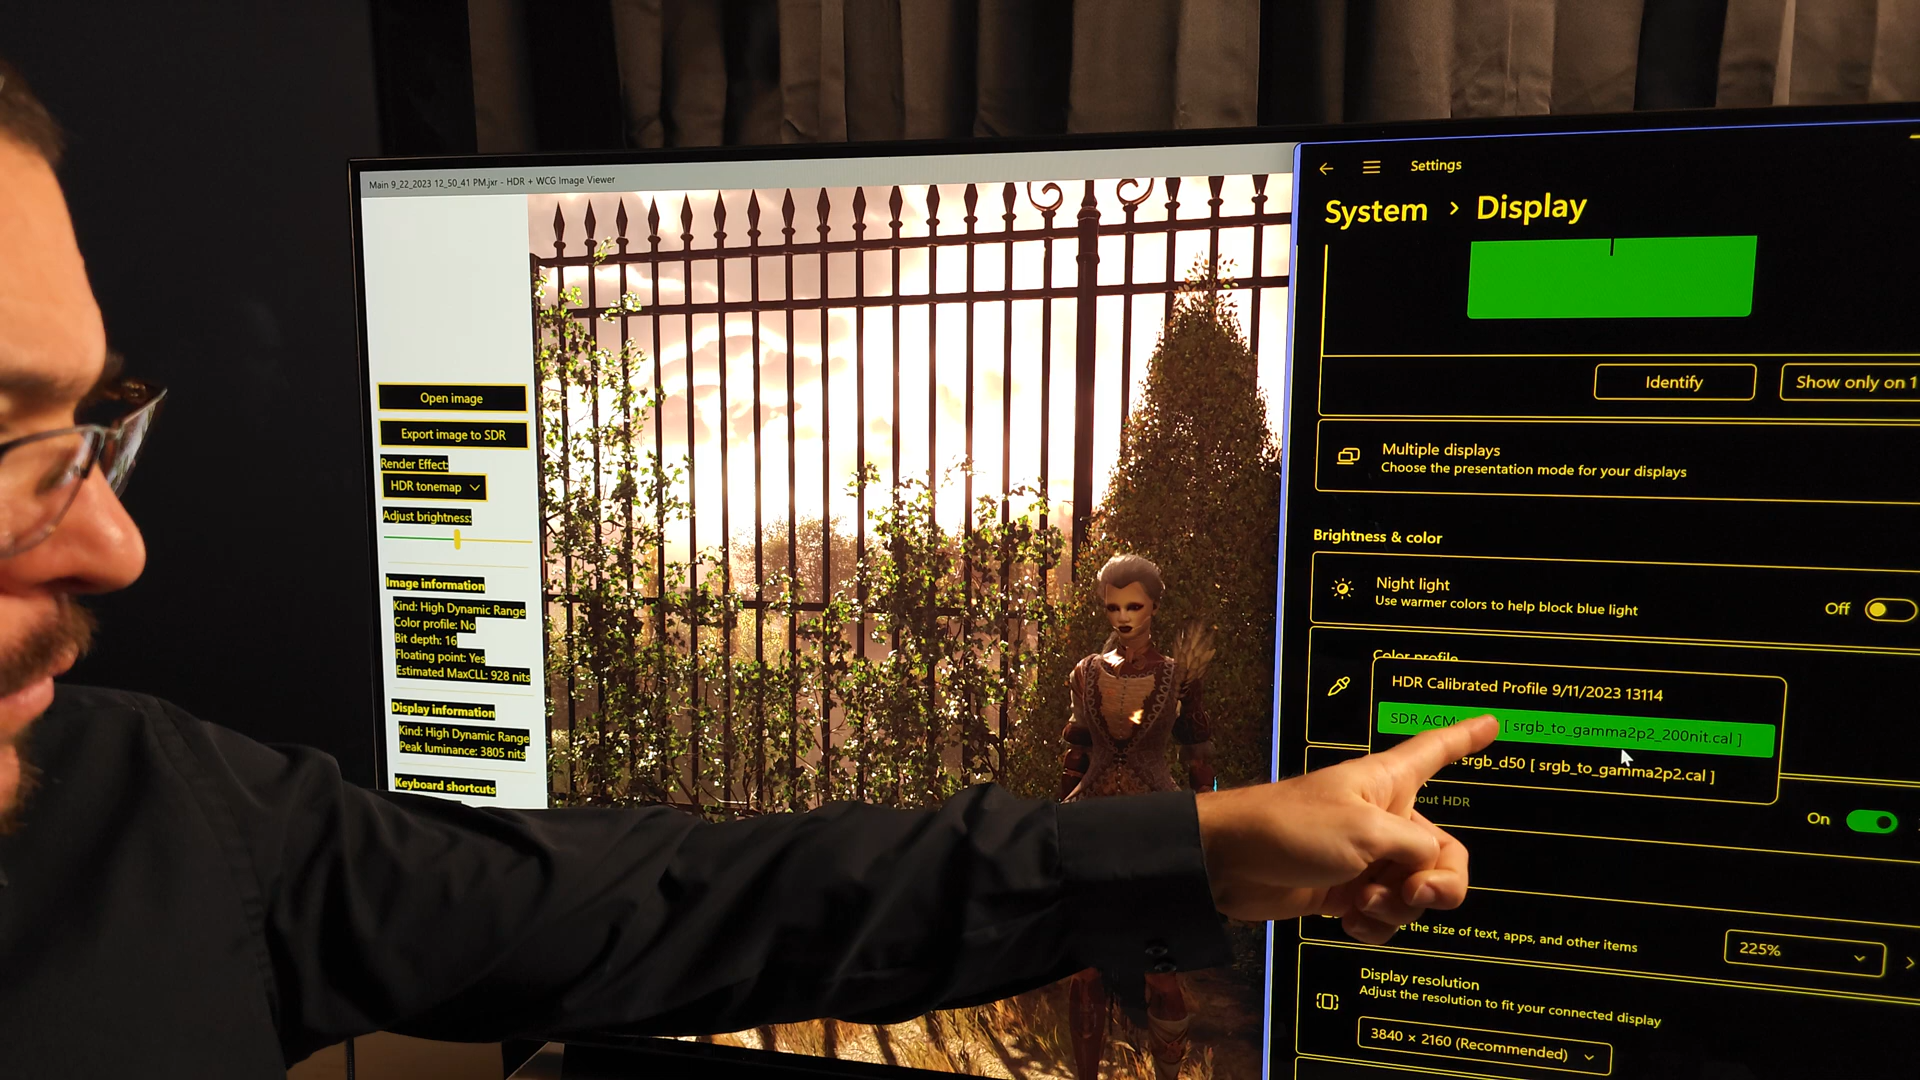 Main 9_22_2023 12_50_41 PM.jxr - HDR + WCG Image Viewer
Open image
Export image to SDR
Render Effect:
HDR tonemap
Adjust brightness:
Image information
Kind: High Dynamic Range
Color profile: No
Bit depth: 16
Floating point: Yes
Estimated MaxCLL: 928 nits
Display information
Kind: High Dynamic Range
Peak luminance: 3805 nits
Keyboard shortcuts
Settings
System > Display
Identify
Show only on 1
Multiple displays
Choose the presentation mode for your displays
Brightness & color
Night light
Use warmer colors to help block blue light
Off
Color profile
HDR Calibrated Profile 9/11/2023 13114
SDR ACM: [ srgb_to_gamma2p2_200nit.cal ]
srgb_d50 [ srgb_to_gamma2p2.cal ]
out HDR
On
the size of text, apps, and other items
225%
Display resolution
Adjust the resolution to fit your connected display
3840 × 2160 (Recommended)